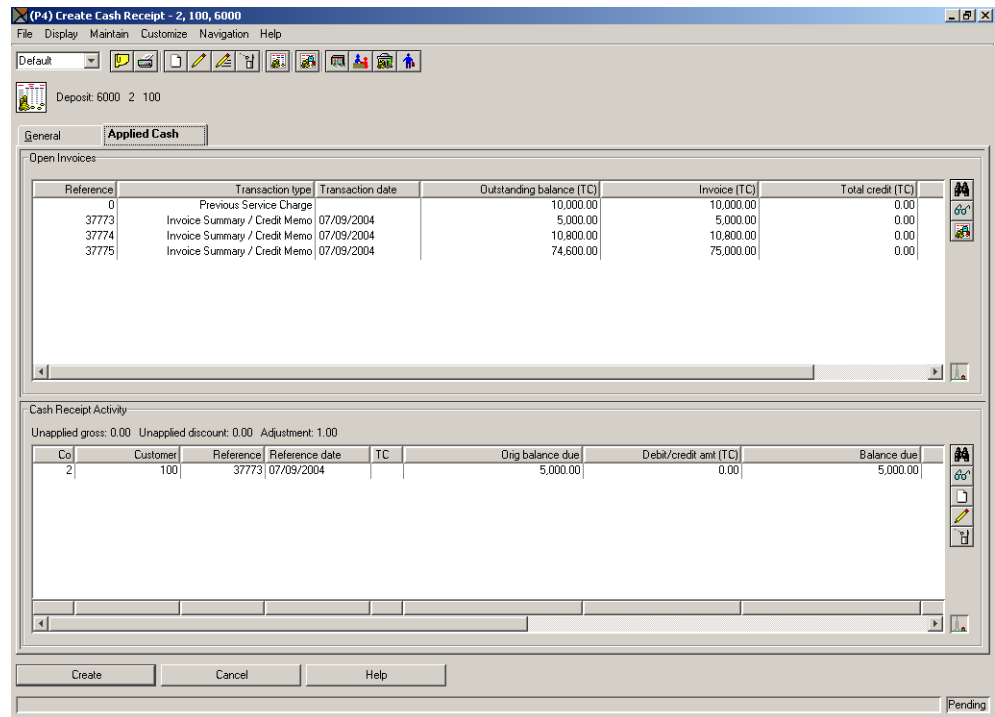 (P4) Create Cash Receipt - 2, 100, 6000
File Display Maintain Customize Navigation Help
Default
Deposit: 6000 2 100
General Applied Cash
Open Invoices
Reference Transaction type Transaction date Outstanding balance (TC) Invoice (TC) Total credit (TC)
0 Previous Service Charge 10,000.00 10,000.00 0.00
37773 Invoice Summary / Credit Memo 07/09/2004 5,000.00 5,000.00 0.00
37774 Invoice Summary / Credit Memo 07/09/2004 10,800.00 10,800.00 0.00
37775 Invoice Summary / Credit Memo 07/09/2004 74,600.00 75,000.00 0.00
Cash Receipt Activity
Unapplied gross: 0.00 Unapplied discount: 0.00 Adjustment: 1.00
Co Customer Reference Reference date TC Orig balance due Debit/credit amt (TC) Balance due
2 100 37773 07/09/2004 5,000.00 0.00 5,000.00
Create Cancel Help
Pending